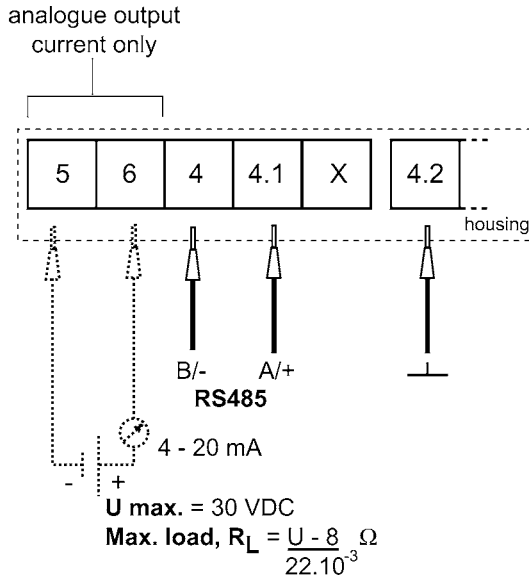 analogue output
current only
5 6 4 4.1 X 4.2
housing
B/- A/+
RS485
4 - 20 mA
- +
U max. = 30 VDC
Max. load, RL = U - 8 Ω
22.10-3